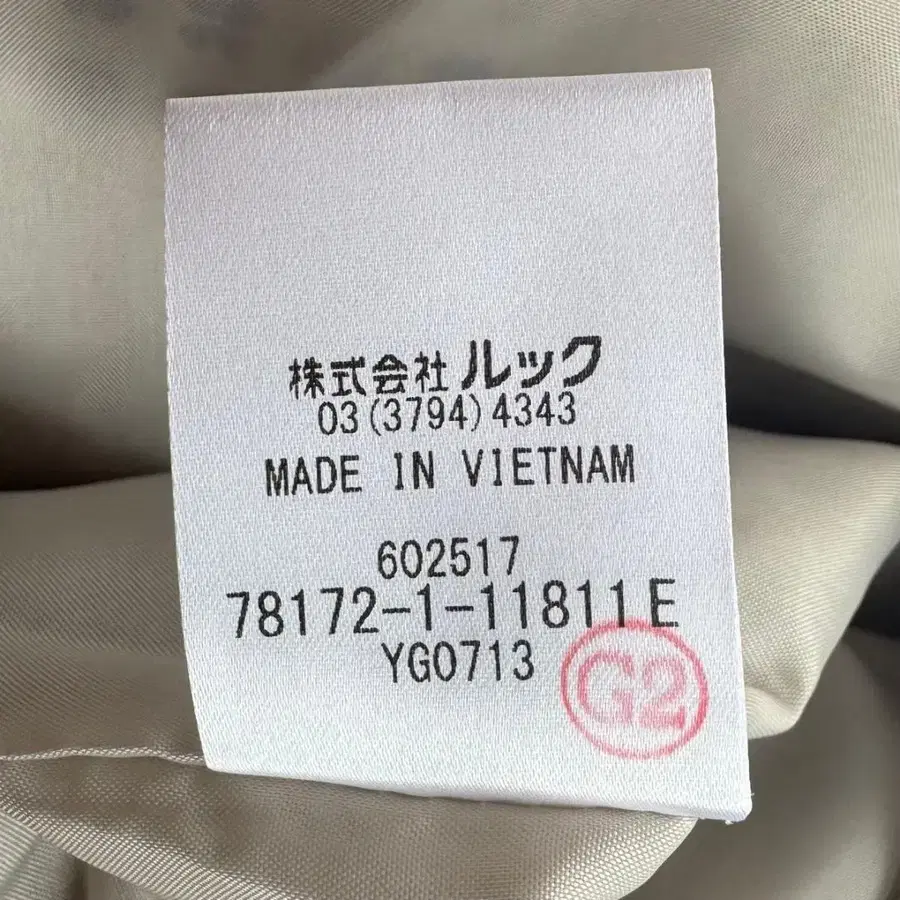 株式会社 ルック
03(3794)4343
MADE IN VIETNAM
602517
78172-1-11811E
YG0713
G2